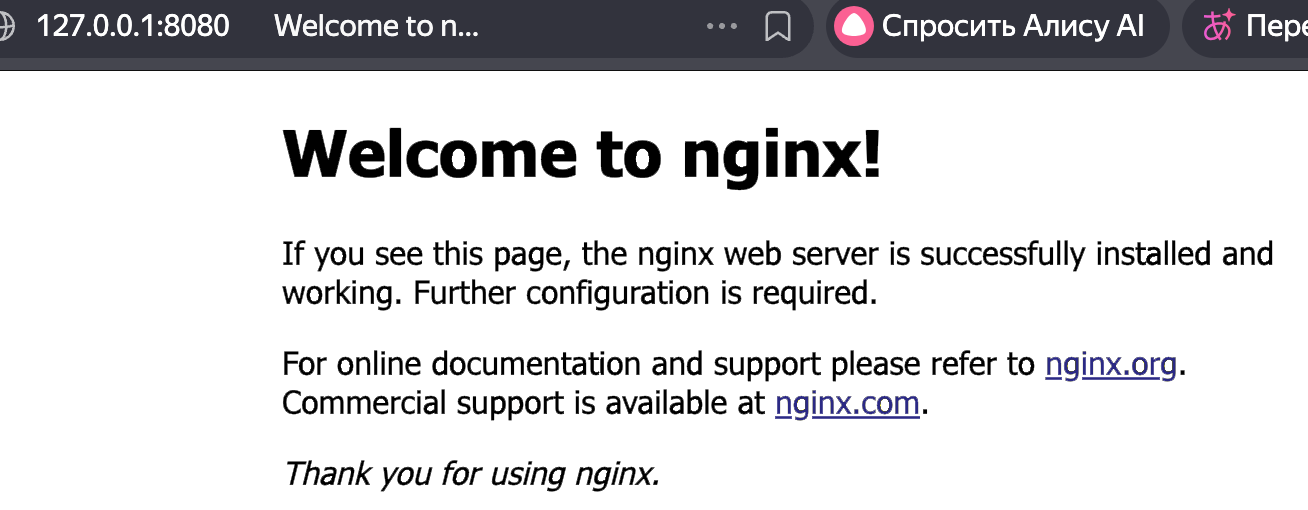 127.0.0.1:8080 Welcome to n... Спросить Алису AI あ Пере
Welcome to nginx!
If you see this page, the nginx web server is successfully installed and
working. Further configuration is required.
For online documentation and support please refer to nginx.org.
Commercial support is available at nginx.com.
Thank you for using nginx.